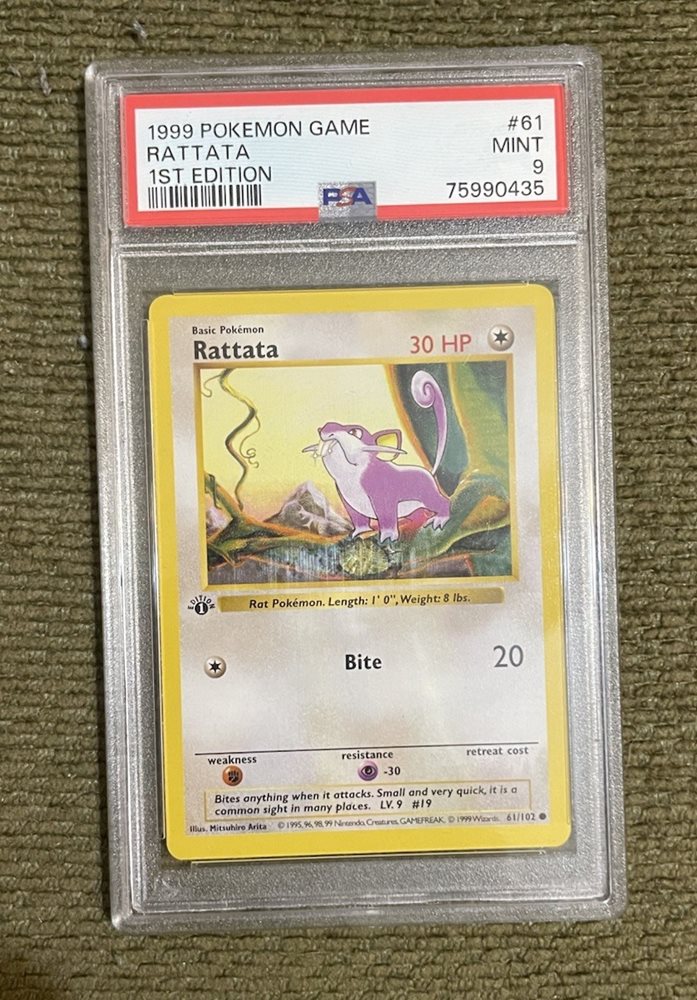 1999 POKEMON GAME #61
RATTATA MINT
1ST EDITION 9
PSA 75990435
Basic Pokémon
Rattata 30 HP
EDITION 1
Rat Pokémon. Length: 1' 0", Weight: 8 lbs.
Bite 20
weakness resistance retreat cost
-30
Bites anything when it attacks. Small and very quick, it is a
common sight in many places. LV. 9 #19
Illus. Mitsuhiro Arita © 1995, 96, 98, 99 Nintendo, Creatures, GAMEFREAK. © 1999 Wizards. 61/102